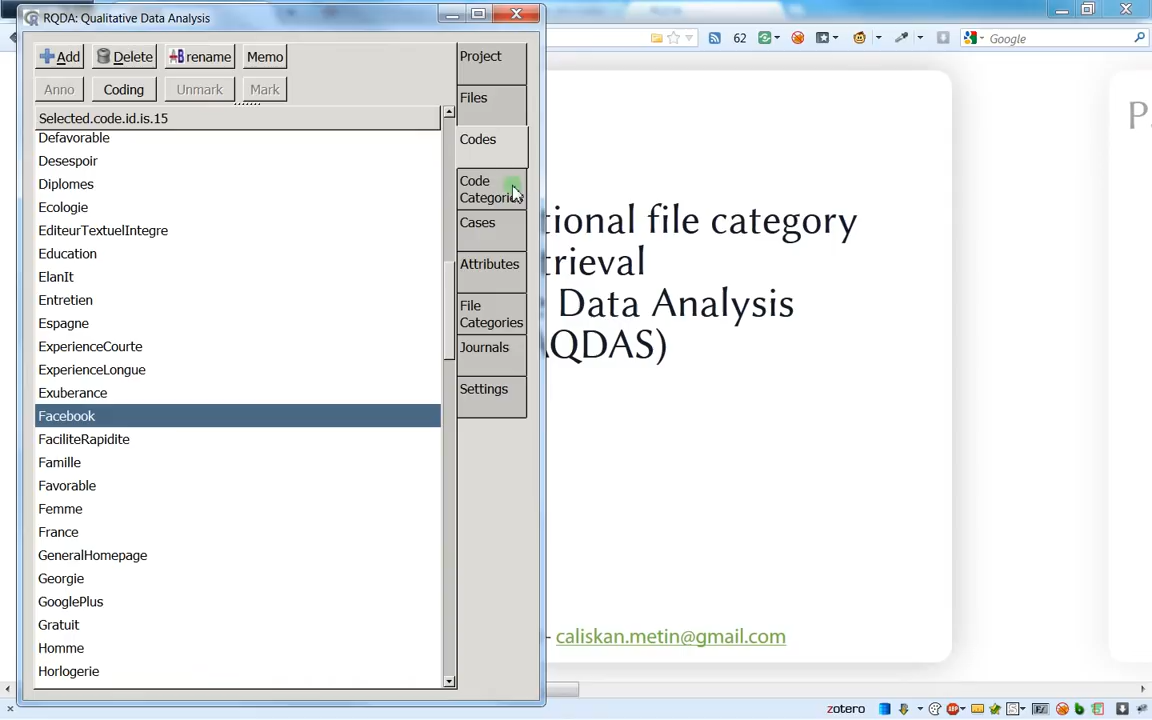 RQDA: Qualitative Data Analysis
Add
Delete
rename
Memo
Anno
Coding
Unmark
Mark
Selected.code.id.is.15
Defavorable
Desespoir
Diplomes
Ecologie
EditeurTextuelIntegre
Education
ElanIt
Entretien
Espagne
ExperienceCourte
ExperienceLongue
Exuberance
Facebook
FaciliteRapidite
Famille
Favorable
Femme
France
GeneralHomepage
Georgie
GooglePlus
Gratuit
Homme
Horlogerie
Project
Files
Codes
Code
Categories
Cases
Attributes
File
Categories
Journals
Settings
62
Google
tional file category
trieval
Data Analysis
QDAS)
- caliskan.metin@gmail.com
P.
zotero